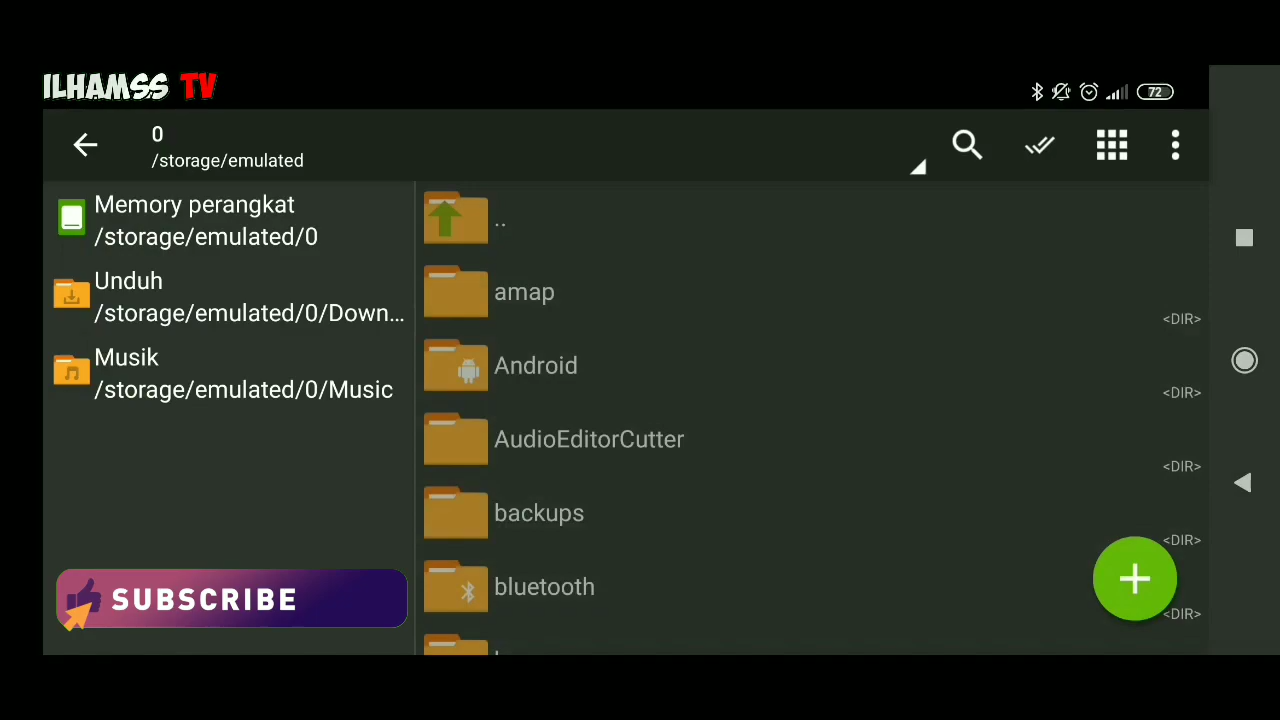 ILHAMSS TV
72
0
/storage/emulated
Memory perangkat
/storage/emulated/0
Unduh
/storage/emulated/0/Down...
Musik
/storage/emulated/0/Music
SUBSCRIBE
..
amap
<DIR>
Android
<DIR>
AudioEditorCutter
<DIR>
backups
<DIR>
bluetooth
<DIR>